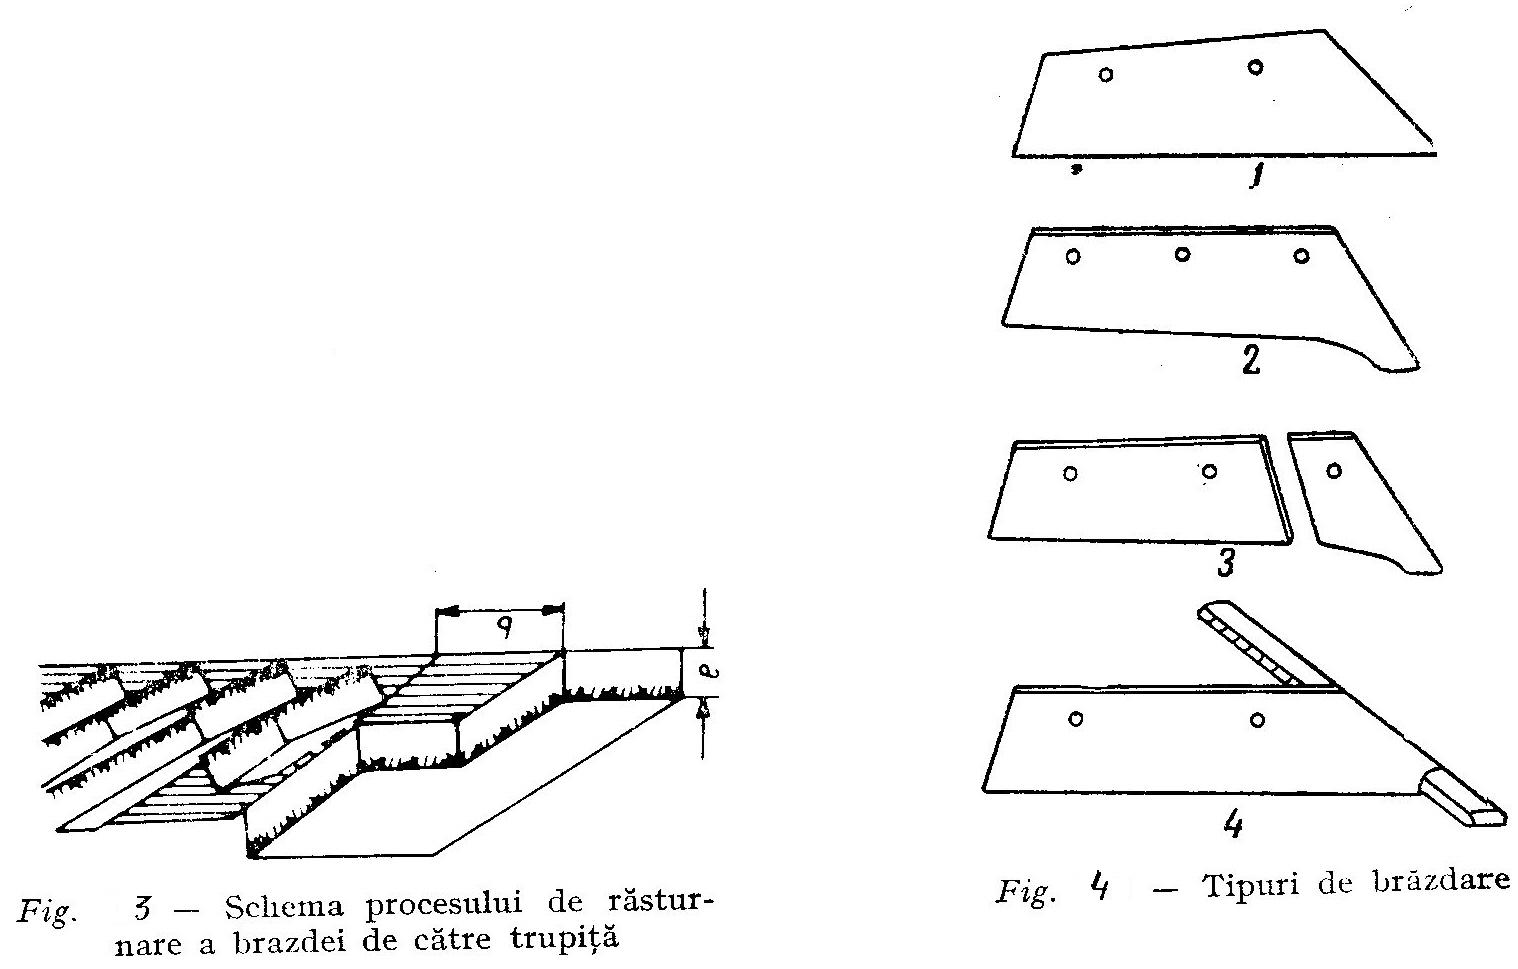 b
a
Fig. 3 — Schema procesului de răstur-
nare a brazdei de către trupiță
1
2
3
4
Fig. 4 — Tipuri de brăzdare